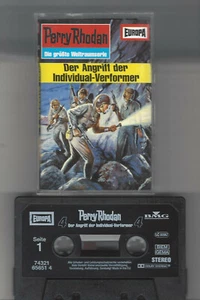 Perry Rhodan
EUROPA
Die größte Weltraumserie
Der Angriff der
Individual-Verformer
EUROPA
4
Perry Rhodan
4
Der Angriff der Individual-Verformer
BMG
Seite
1
74321
65651 4
STEREO